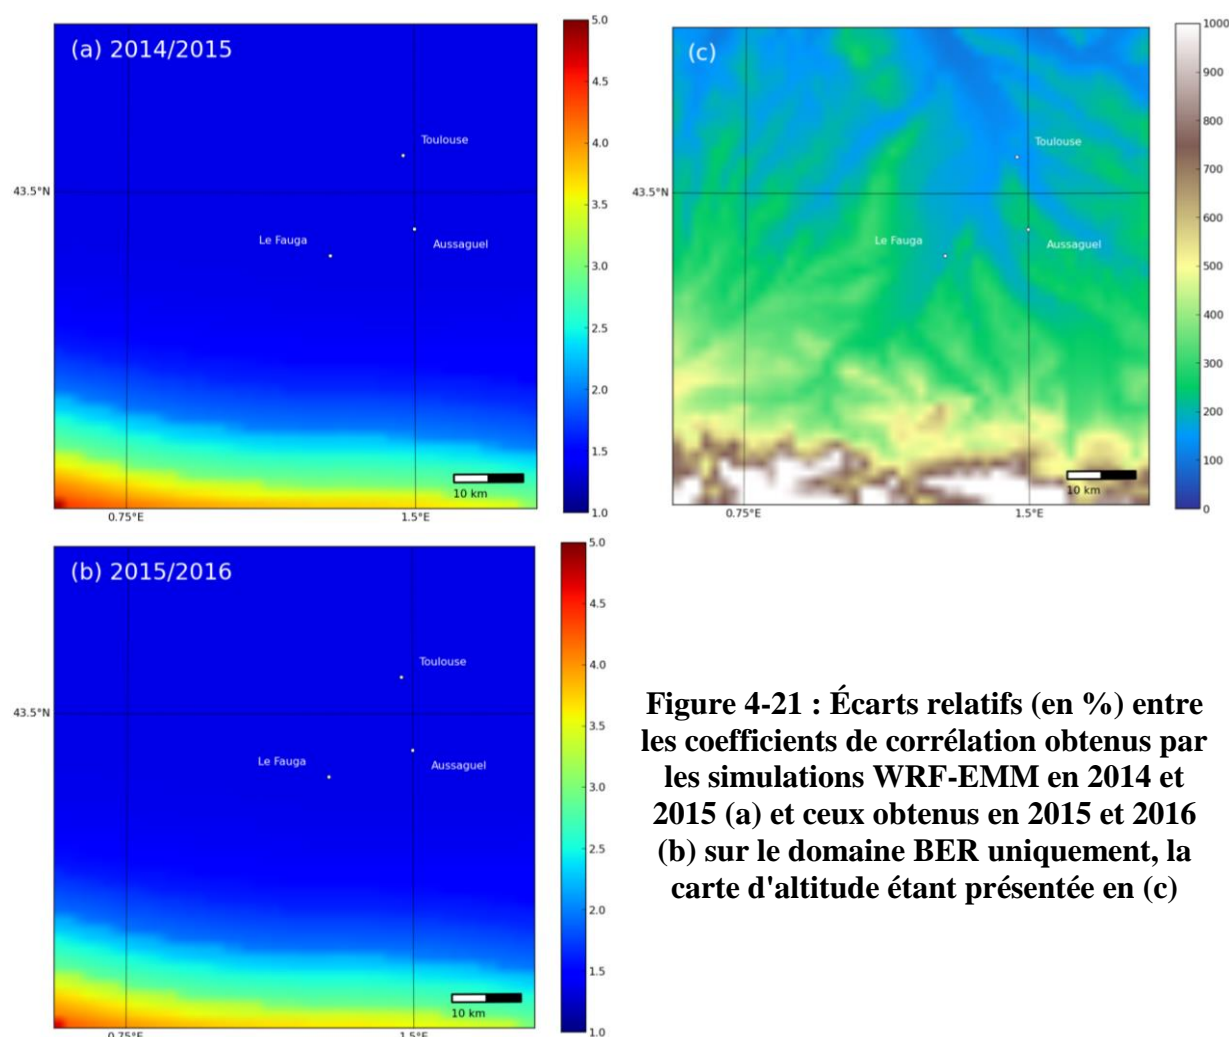 (a) 2014/2015
Toulouse
43.5°N
Le Fauga
Aussaguel
10 km
0.75°E
1.5°E
5.0
4.5
4.0
3.5
3.0
2.5
2.0
1.5
1.0
(c)
Toulouse
43.5°N
Le Fauga
Aussaguel
10 km
0.75°E
1.5°E
1000
900
800
700
600
500
400
300
200
100
0
(b) 2015/2016
Toulouse
43.5°N
Le Fauga
Aussaguel
10 km
0.75°E
1.5°E
5.0
4.5
4.0
3.5
3.0
2.5
2.0
1.5
1.0
Figure 4-21 : Écarts relatifs (en %) entre
les coefficients de corrélation obtenus par
les simulations WRF-EMM en 2014 et
2015 (a) et ceux obtenus en 2015 et 2016
(b) sur le domaine BER uniquement, la
carte d'altitude étant présentée en (c)